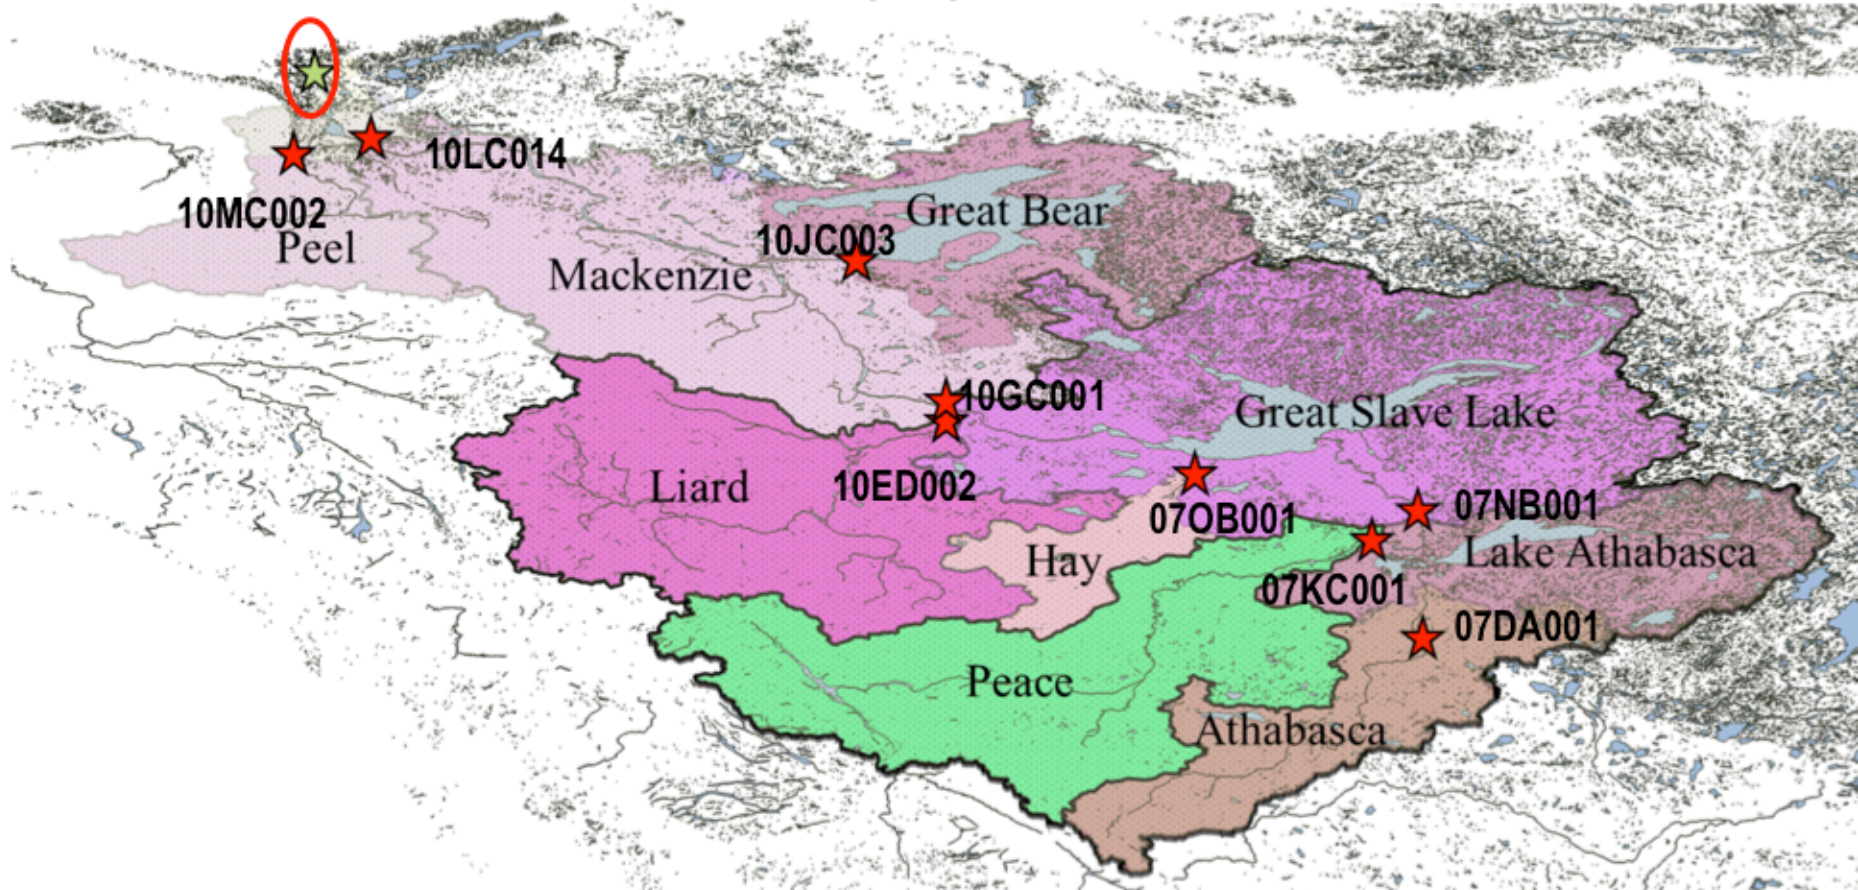 10LC014
10MC002
Great Bear
10JC003
Peel
Mackenzie
10GC001
Great Slave Lake
Liard
10ED002
07OB001
07NB001
Hay
Lake Athabasca
07KC001
07DA001
Peace
Athabasca